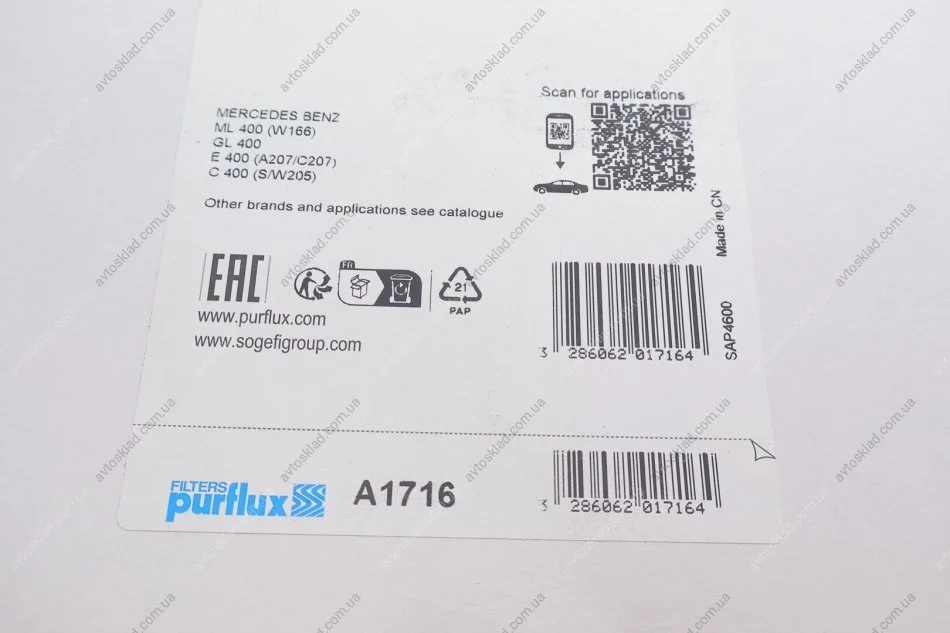 Scan for applications
MERCEDES BENZ
ML 400 (W166)
GL 400
E 400 (A207/C207)
C 400 (S/W205)
Other brands and applications see catalogue
Made in CN
EAC
FR
21
PAP
www.purflux.com
www.sogefigroup.com
3 286062 017164
SAP4600
FILTERS
purflux
A1716
3 286062 017164
avtosklad.com.ua